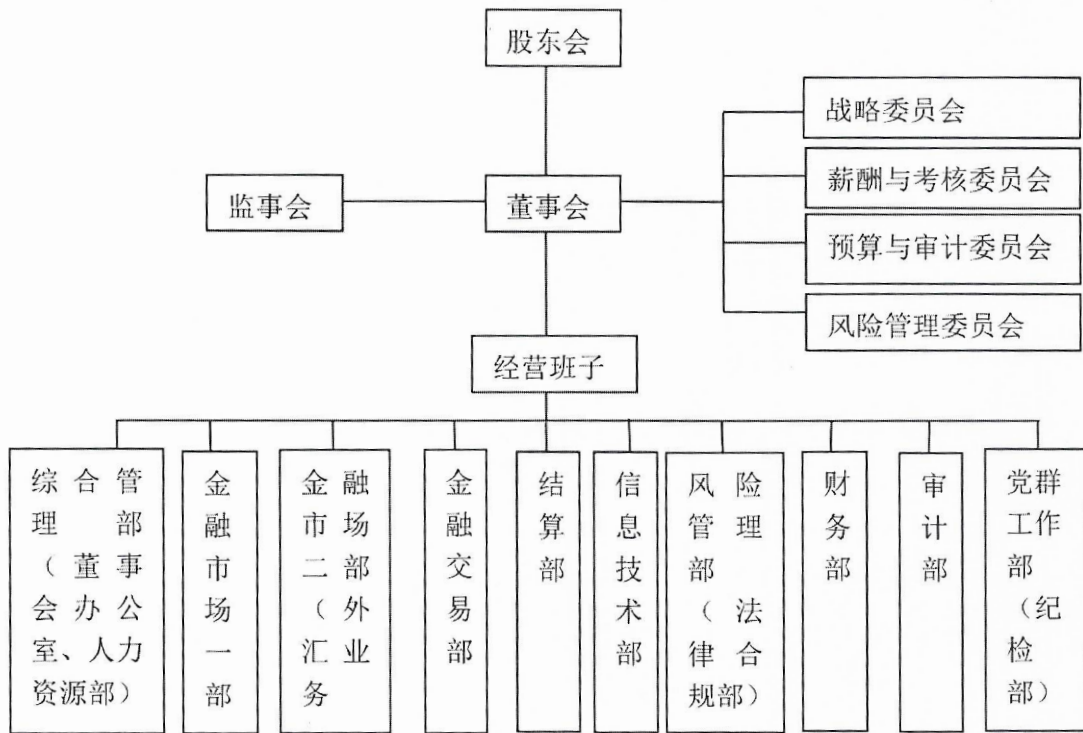 股东会
战略委员会
薪酬与考核委员会
监事会
董事会
预算与审计委员会
风险管理委员会
经营班子
综合管
理部
（董事
会办公
室、人力
资源部）
金
融
市
场
一
部
金融
市场
二部
（外
汇业
务
金
融
交
易
部
结
算
部
信
息
技
术
部
风险
管理
部
（法
律合
规部）
财
务
部
审
计
部
党群
工作
部
（纪
检
部）